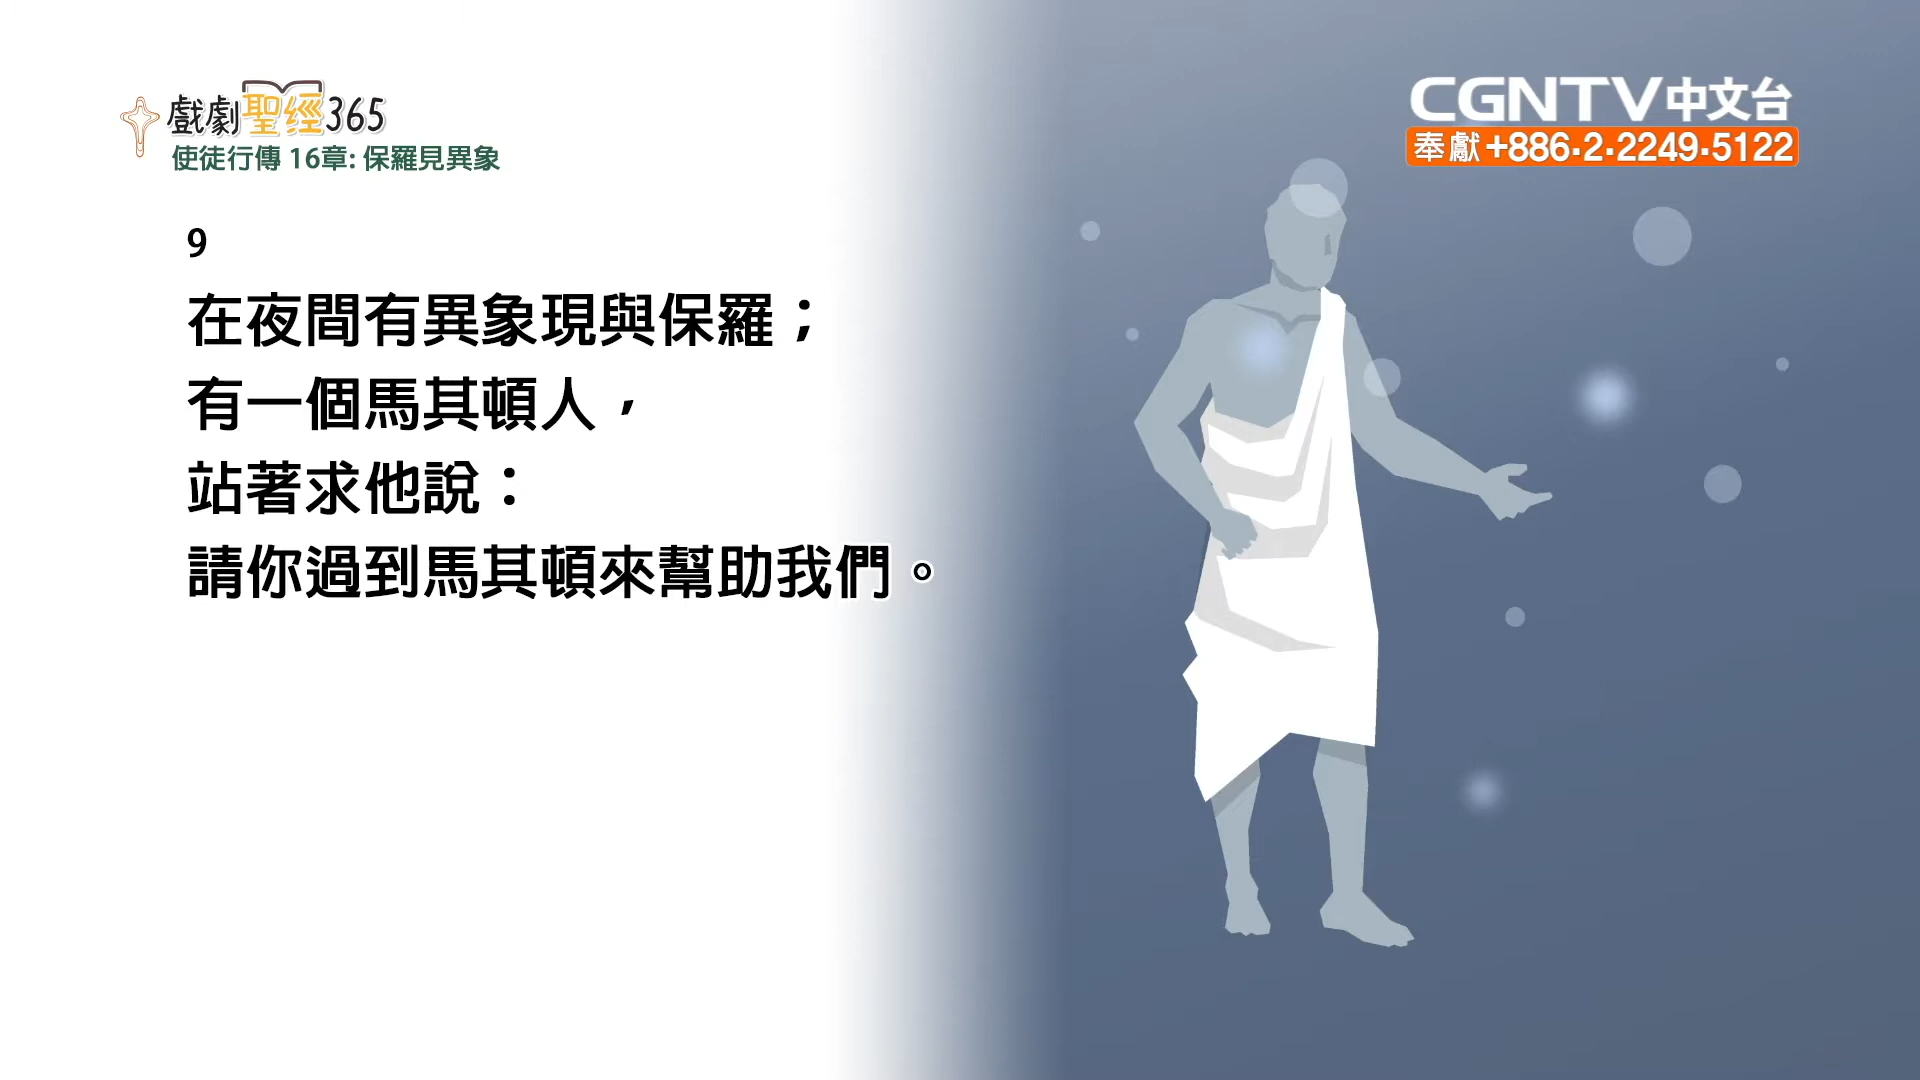 戲劇聖經365
使徒行傳 16章: 保羅見異象
CGNTV中文台
奉獻 +886·2·2249·5122
9
在夜間有異象現與保羅；
有一個馬其頓人，
站著求他說：
請你過到馬其頓來幫助我們。